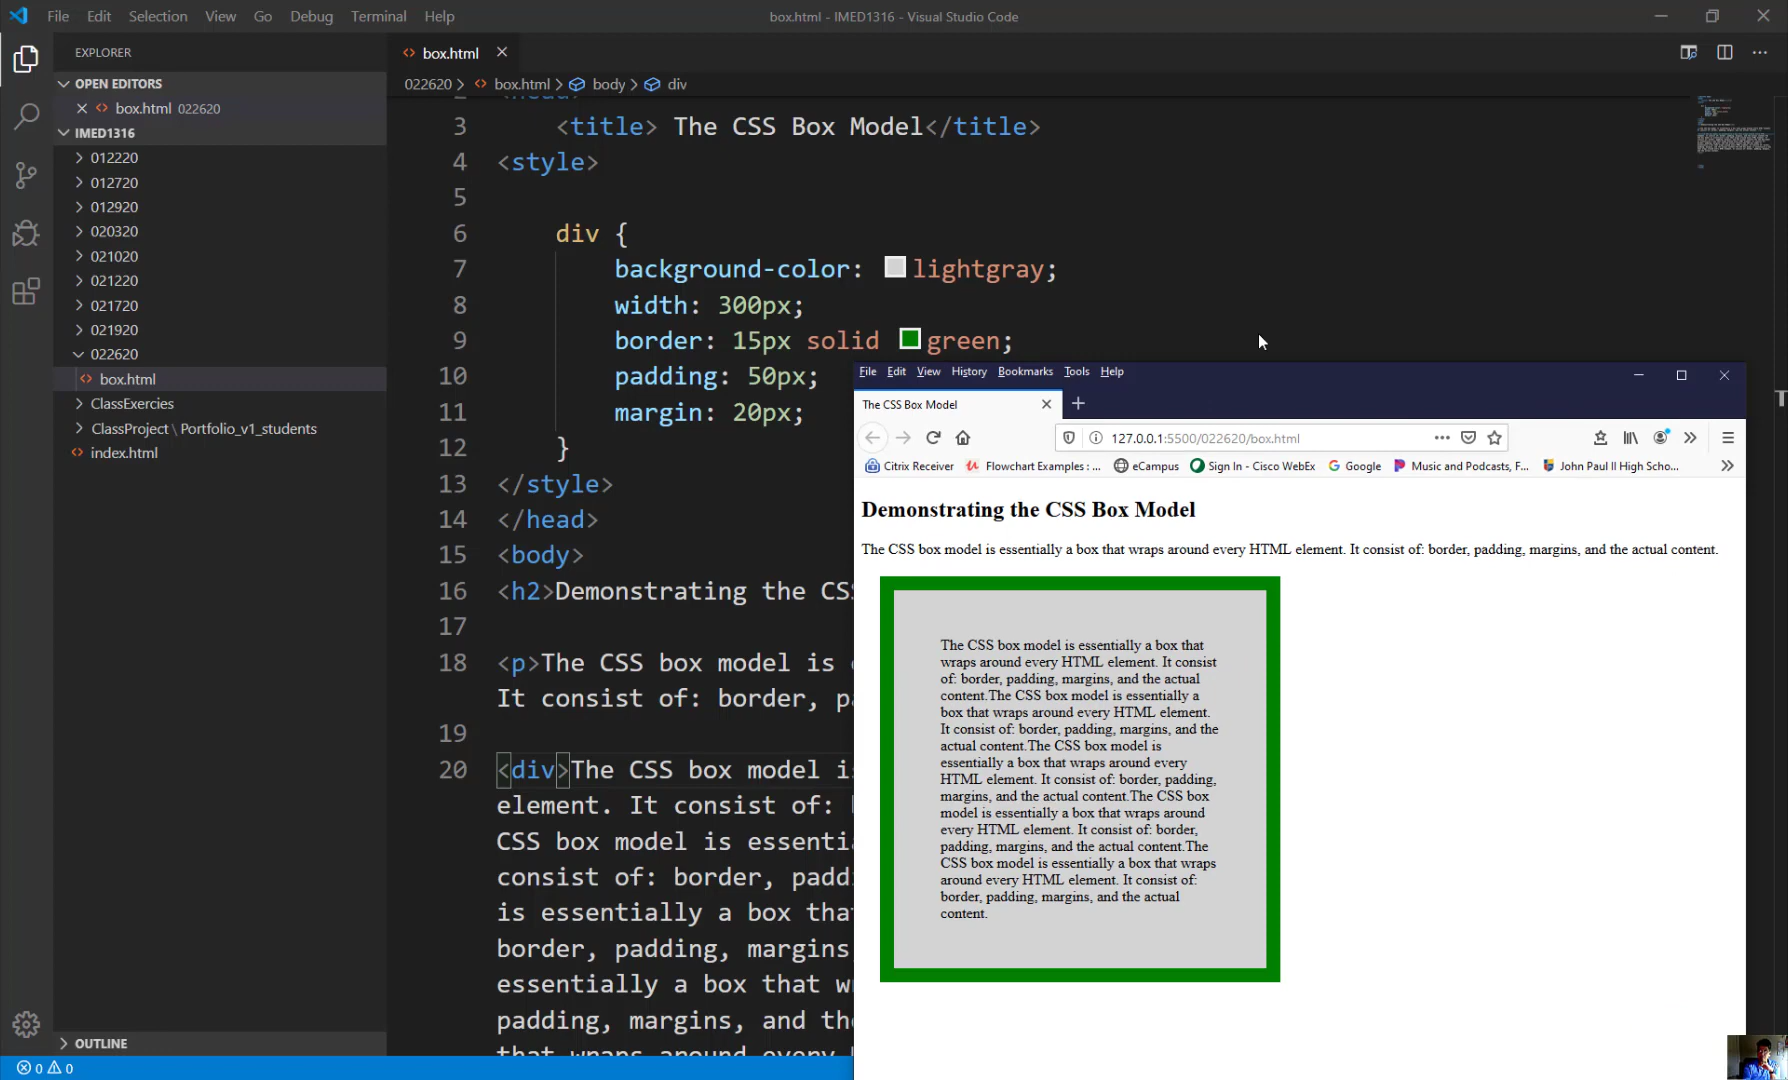 File Edit Selection View Go Debug Terminal Help
box.html - IMED1316 - Visual Studio Code
EXPLORER
OPEN EDITORS
box.html 022620
IMED1316
012220
012720
012920
020320
021020
021220
021720
021920
022620
box.html
ClassExercies
ClassProject \ Portfolio_v1_students
index.html
OUTLINE
0 0
box.html
022620 > box.html > body > div
2 <head>
3 <title> The CSS Box Model</title>
4 <style>
5
6 div {
7 background-color: lightgray;
8 width: 300px;
9 border: 15px solid green;
10 padding: 50px;
11 margin: 20px;
12 }
13 </style>
14 </head>
15 <body>
16 <h2>Demonstrating the CSS
17
18 <p>The CSS box model is
It consist of: border,
19
20 <div>The CSS box model
element. It consist of:
CSS box model is
consist of: border,
is essentially a box
border, padding, margins
essentially a box that
padding, margins, and
that wraps around every
File Edit View History Bookmarks Tools Help
The CSS Box Model
127.0.0.1:5500/022620/box.html
Citrix Receiver Flowchart Examples : ... eCampus Sign In - Cisco WebEx Google Music and Podcasts, F... John Paul II High Scho...
Demonstrating the CSS Box Model
The CSS box model is essentially a box that wraps around every HTML element. It consist of: border, padding, margins, and the actual content.
The CSS box model is essentially a box that
wraps around every HTML element. It consist
of: border, padding, margins, and the actual
content.The CSS box model is essentially a
box that wraps around every HTML element.
It consist of: border, padding, margins, and the
actual content.The CSS box model is
essentially a box that wraps around every
HTML element. It consist of: border, padding,
margins, and the actual content.The CSS box
model is essentially a box that wraps around
every HTML element. It consist of: border,
padding, margins, and the actual content.The
CSS box model is essentially a box that wraps
around every HTML element. It consist of:
border, padding, margins, and the actual
content.